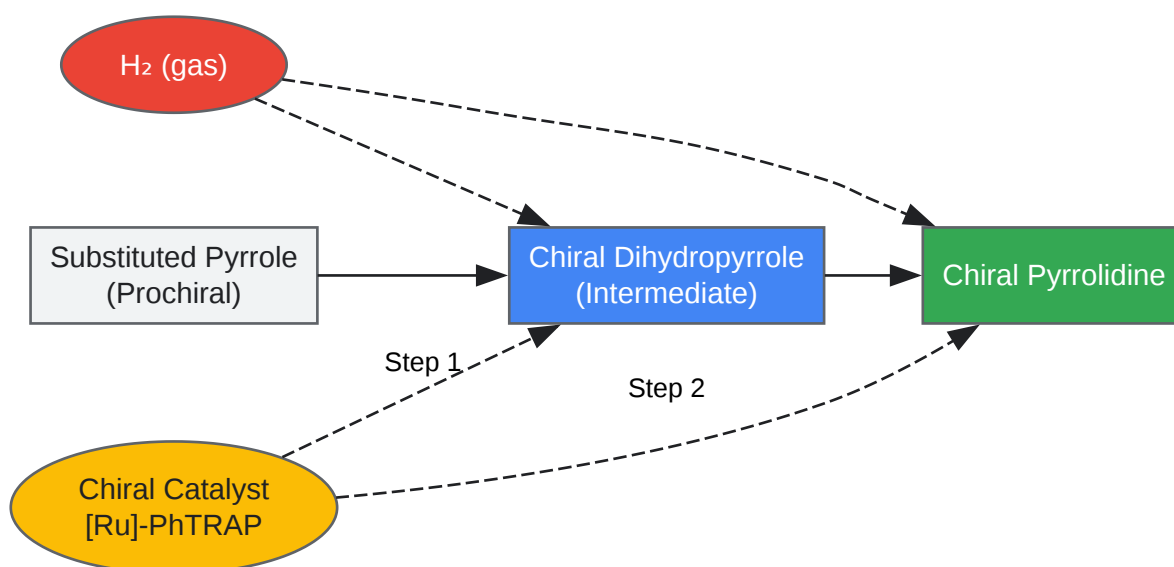 H₂ (gas)
Substituted Pyrrole
(Prochiral)
Chiral Dihydropyrrole
(Intermediate)
Chiral Pyrrolidine
Step 1
Step 2
Chiral Catalyst
[Ru]-PhTRAP